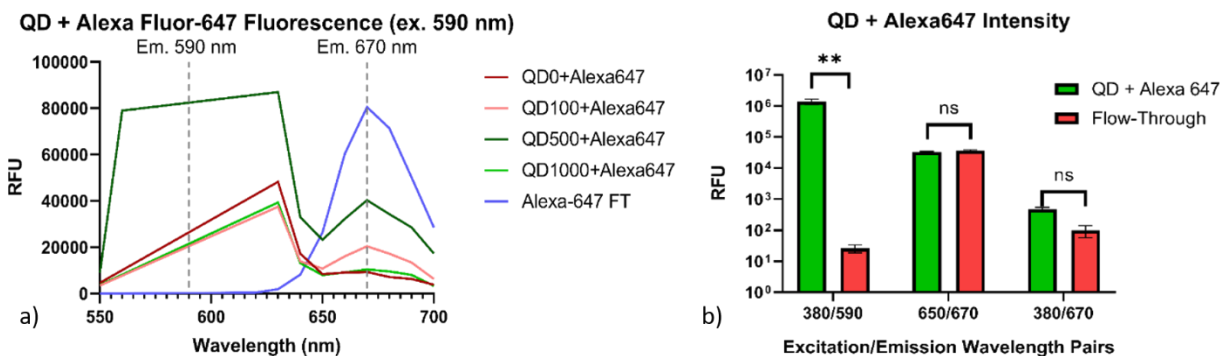 QD + Alexa Fluor-647 Fluorescence (ex. 590 nm)
Em. 590 nm
Em. 670 nm
100000
80000
60000
40000
20000
0
RFU
550
600
650
700
Wavelength (nm)
QD0+Alexa647
QD100+Alexa647
QD500+Alexa647
QD1000+Alexa647
Alexa-647 FT
a)
QD + Alexa647 Intensity
10⁷
10⁶
10⁵
10⁴
10³
10²
10¹
10⁰
RFU
**
ns
ns
QD + Alexa 647
Flow-Through
380/590
650/670
380/670
Excitation/Emission Wavelength Pairs
b)